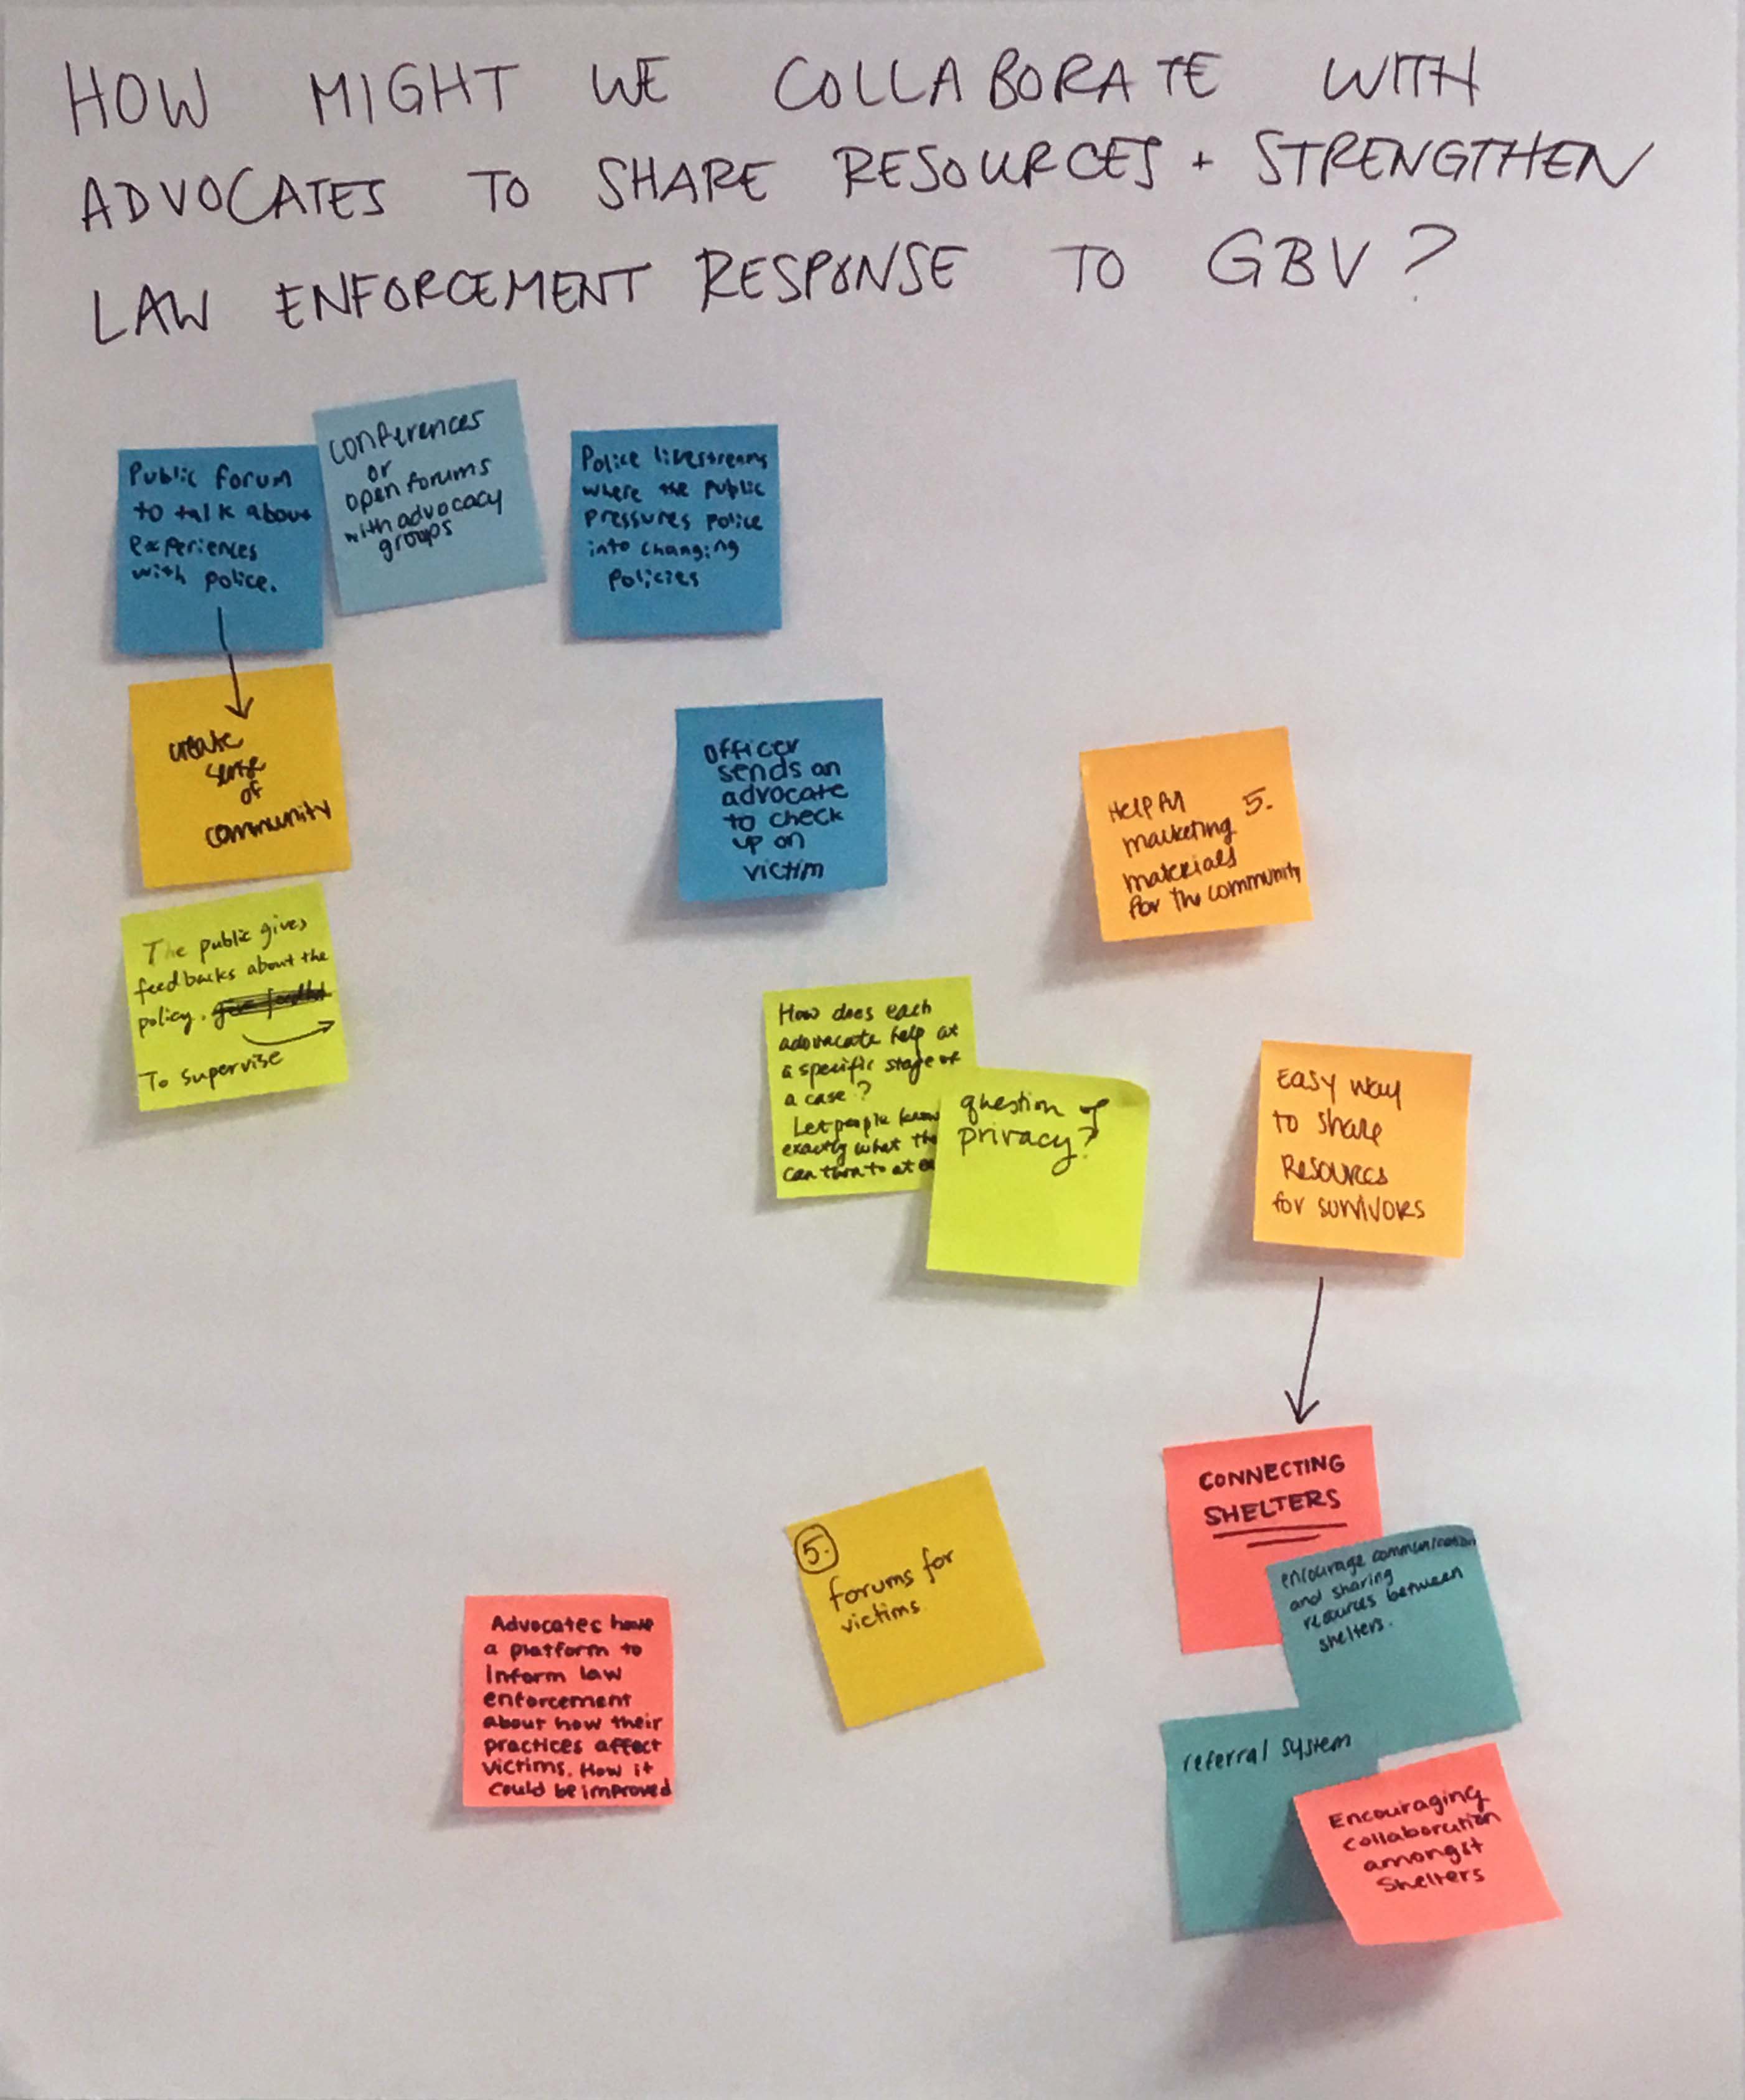 HOW MIGHT WE COLLABORATE WITH
ADVOCATES TO SHARE RESOURCES + STRENGTHEN
LAW ENFORCEMENT RESPONSE TO GBV?
Public forum
to talk about
experiences
with police.
conferences
or
open forums
with advocacy
groups
Police livestreams
where the public
pressures police
into changing
policies
create
sense
of
community
officer
sends an
advocate
to check
up on
victim
Helpful 5.
marketing
materials
for the community
The public gives
feedbacks about the
policy.
To supervise
How does each
advocate help at
a specific stage of
a case?
Let people know
exactly what
can turn to at
question of
privacy?
Easy way
to share
Resources
for survivors
CONNECTING
SHELTERS
encourage communication
and sharing
resources between
shelters.
5.
forums for
victims.
Advocates have
a platform to
inform law
enforcement
about how their
practices affect
victims. How it
could be improved
referral system
Encouraging
collaboration
amongst
Shelters